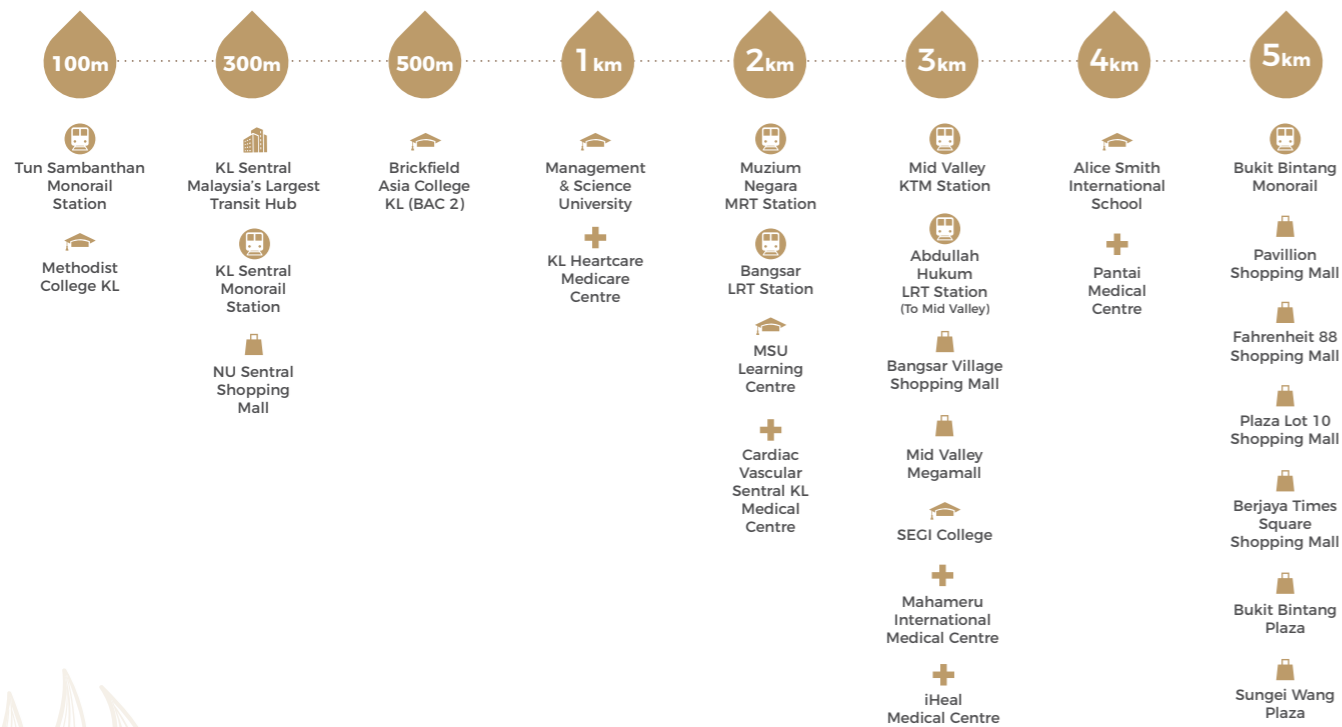 100m
300m
500m
1km
2km
3km
4km
5km
Tun Sambanthan
Monorail
Station
Methodist
College KL
KL Sentral
Malaysia's Largest
Transit Hub
KL Sentral
Monorail
Station
NU Sentral
Shopping
Mall
Brickfield
Asia College
KL (BAC 2)
Management
& Science
University
KL Heartcare
Medicare
Centre
Muzium
Negara
MRT Station
Bangsar
LRT Station
MSU
Learning
Centre
Cardiac
Vascular
Sentral KL
Medical
Centre
Mid Valley
KTM Station
Abdullah
Hukum
LRT Station
(To Mid Valley)
Bangsar Village
Shopping Mall
Mid Valley
Megamall
SEGI College
Mahameru
International
Medical Centre
iHeal
Medical Centre
Alice Smith
International
School
Pantai
Medical
Centre
Bukit Bintang
Monorail
Pavillion
Shopping Mall
Fahrenheit 88
Shopping Mall
Plaza Lot 10
Shopping Mall
Berjaya Times
Square
Shopping Mall
Bukit Bintang
Plaza
Sungei Wang
Plaza